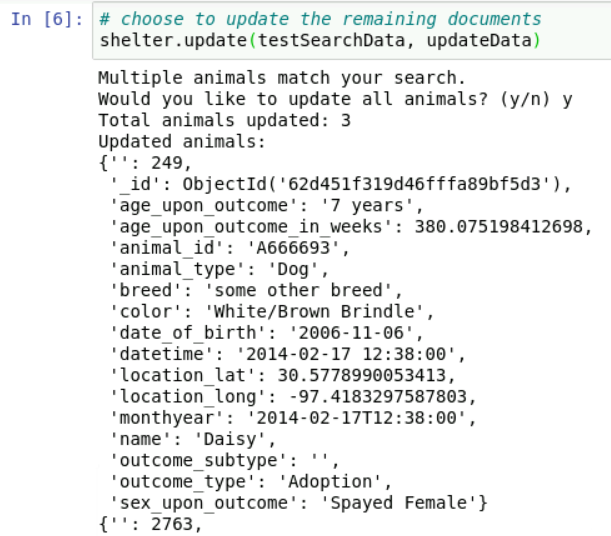 In [6]: # choose to update the remaining documents
shelter.update(testSearchData, updateData)
Multiple animals match your search.
Would you like to update all animals? (y/n) y
Total animals updated: 3
Updated animals:
{'': 249,
 '_id': ObjectId('62d451f319d46fffa89bf5d3'),
 'age_upon_outcome': '7 years',
 'age_upon_outcome_in_weeks': 380.075198412698,
 'animal_id': 'A666693',
 'animal_type': 'Dog',
 'breed': 'some other breed',
 'color': 'White/Brown Brindle',
 'date_of_birth': '2006-11-06',
 'datetime': '2014-02-17 12:38:00',
 'location_lat': 30.5778990053413,
 'location_long': -97.4183297587803,
 'monthyear': '2014-02-17T12:38:00',
 'name': 'Daisy',
 'outcome_subtype': '',
 'outcome_type': 'Adoption',
 'sex_upon_outcome': 'Spayed Female'}
{'': 2763,